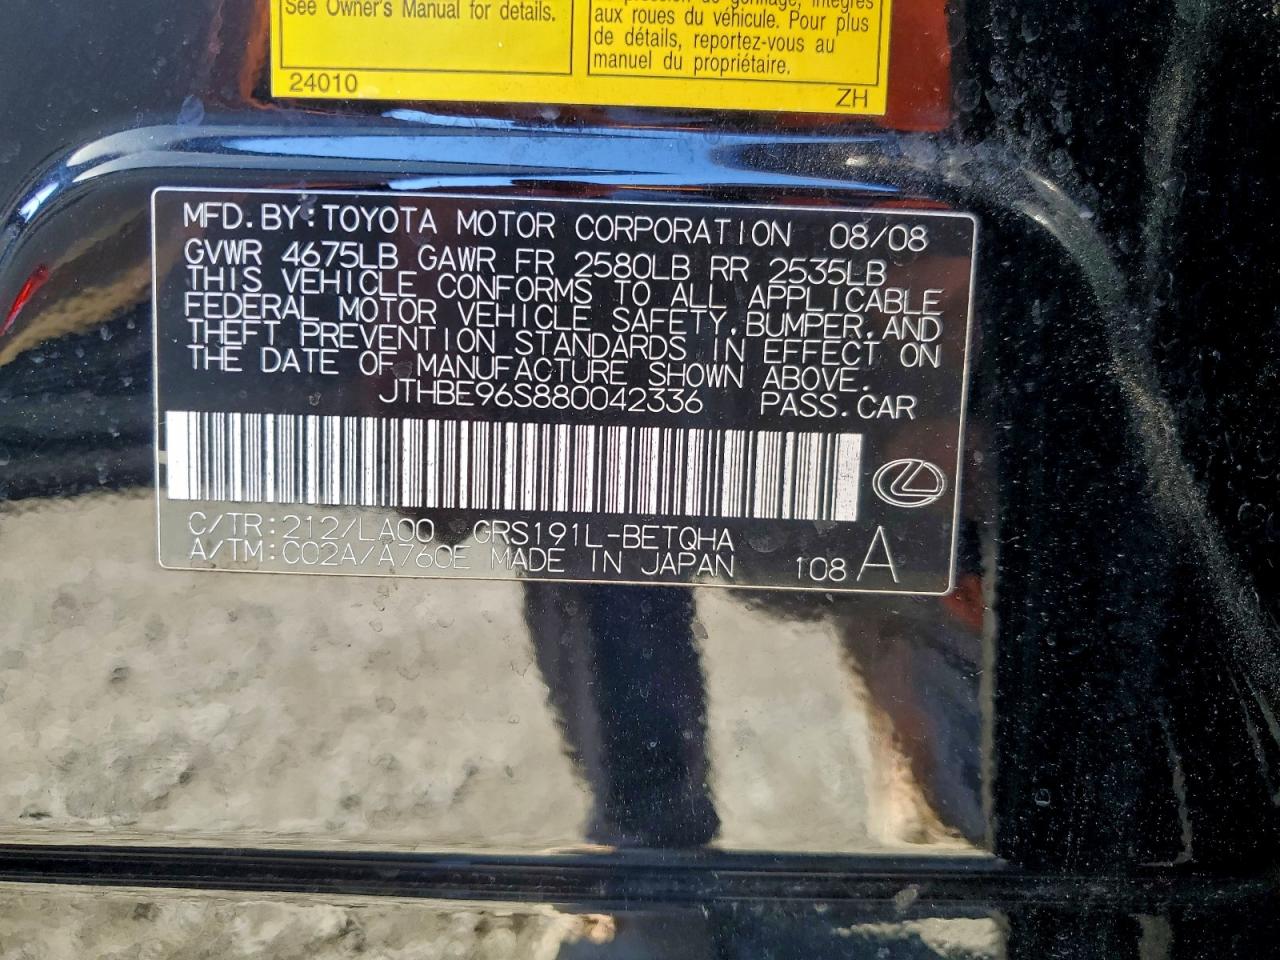 See Owner's Manual for details.
aux roues du véhicule. Pour plus
de détails, reportez-vous au
manuel du propriétaire.
24010
ZH
MFD.BY:TOYOTA MOTOR CORPORATION 08/08
GVWR 4675LB GAWR FR 2580LB RR 2535LB
THIS VEHICLE CONFORMS TO ALL APPLICABLE
FEDERAL MOTOR VEHICLE SAFETY,BUMPER,AND
THEFT PREVENTION STANDARDS IN EFFECT ON
THE DATE OF MANUFACTURE SHOWN ABOVE.
JTHBE96S880042336 PASS.CAR
C/TR:212/LA00 GRS191L-BETQHA
A/TM:C02A/A760E MADE IN JAPAN 108 A